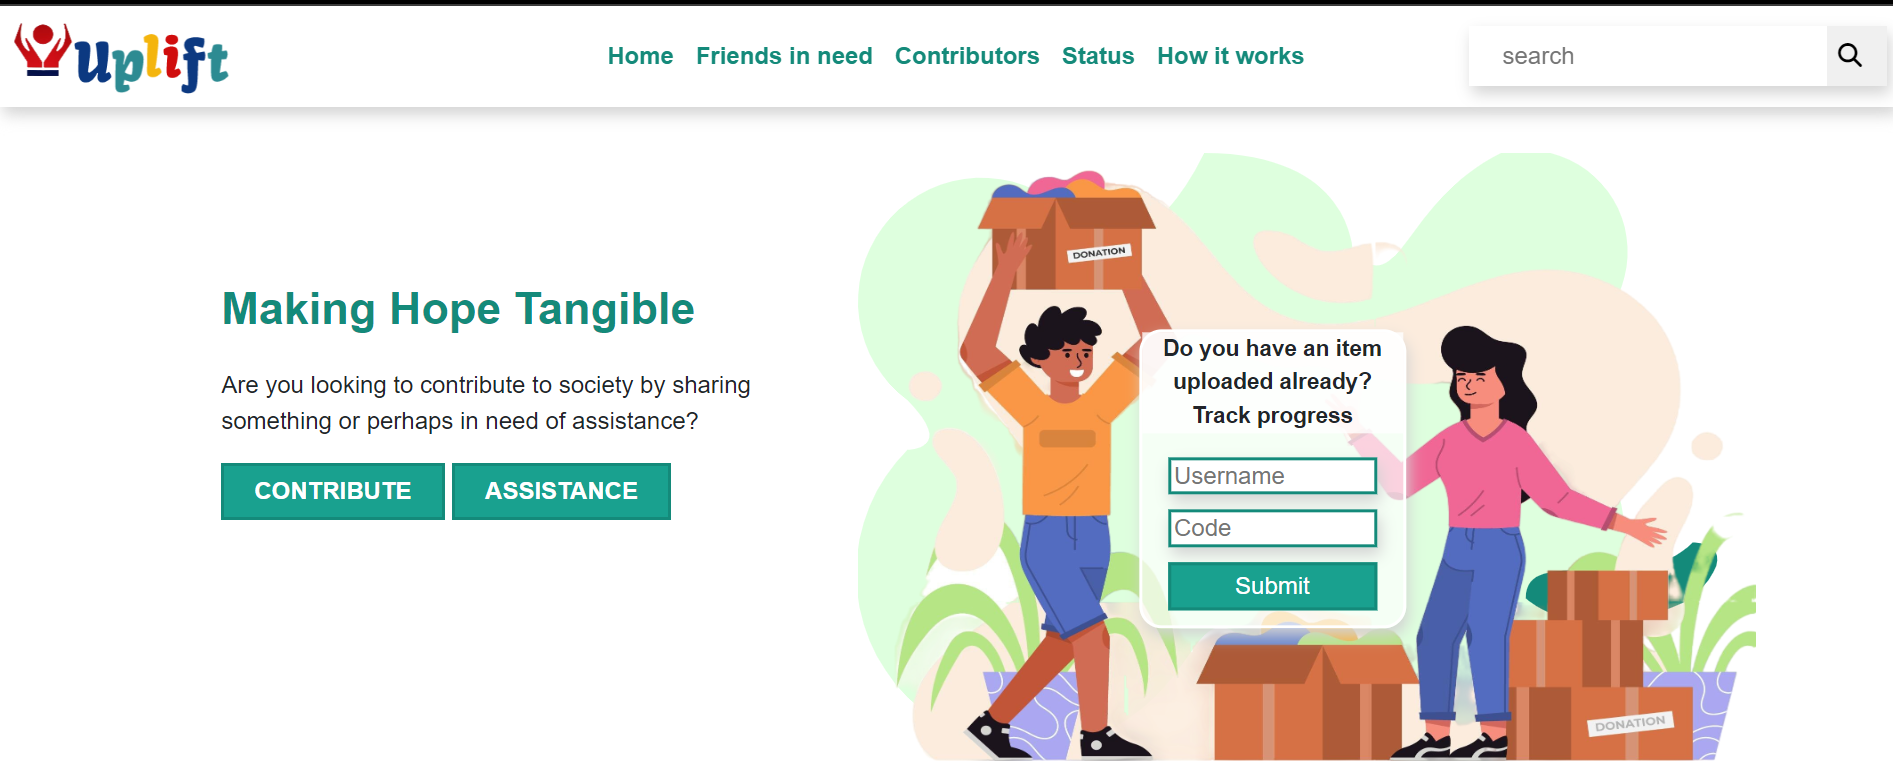 Uplift
Home Friends in need Contributors Status How it works
search
DONATION
Making Hope Tangible
Are you looking to contribute to society by sharing
something or perhaps in need of assistance?
CONTRIBUTE ASSISTANCE
Do you have an item
uploaded already?
Track progress
Username
Code
Submit
DONATION